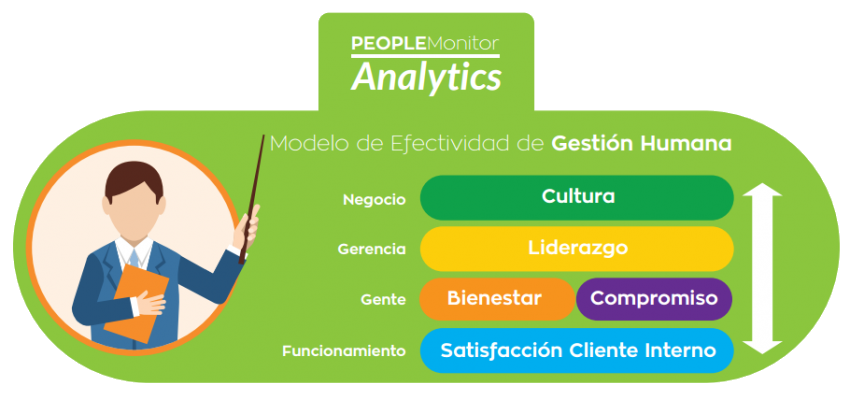 PEOPLEMonitor
Analytics
Modelo de Efectividad de Gestión Humana
Negocio Cultura
Gerencia Liderazgo
Gente Bienestar Compromiso
Funcionamiento Satisfacción Cliente Interno